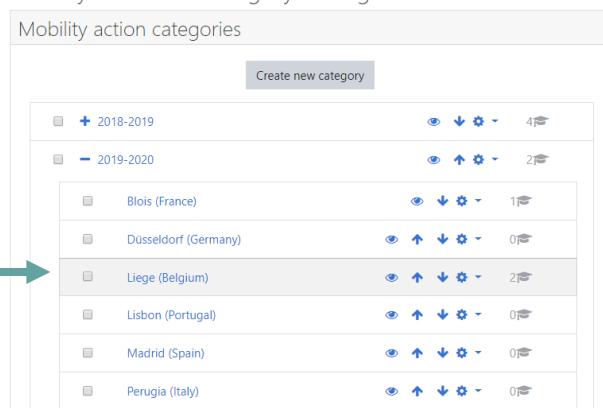 Mobility action categories
Create new category
2018-2019 4
2019-2020 2
Blois (France) 1
Düsseldorf (Germany) 0
Liege (Belgium) 2
Lisbon (Portugal) 0
Madrid (Spain) 0
Perugia (Italy) 0